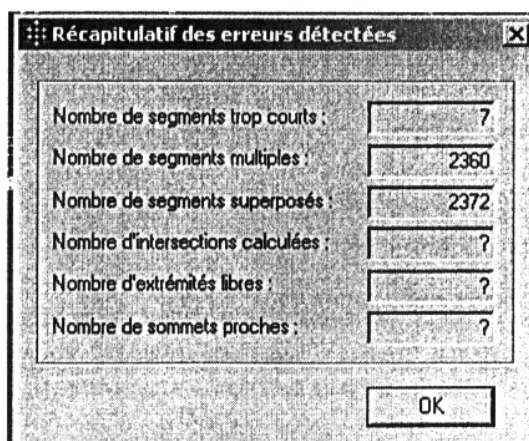 Récapitulatif des erreurs détectées
Nombre de segments trop courts : 7
Nombre de segments multiples : 2360
Nombre de segments superposés : 2372
Nombre d'intersections calculées : ?
Nombre d'extrémités libres : ?
Nombre de sommets proches : ?
OK